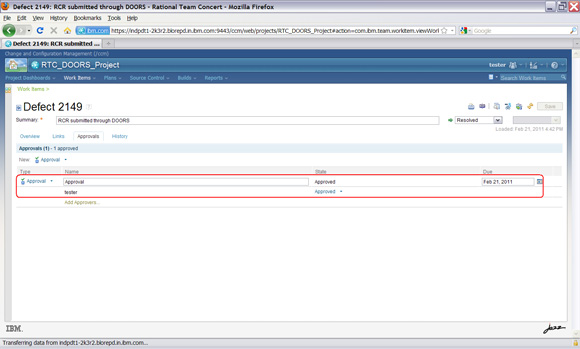 Defect 2149: RCR submitted through DOORS - Rational Team Concert - Mozilla Firefox
File Edit View History Bookmarks Tools Help
ibm.com https://indpdt1-2k3r2.blorepd.in.ibm.com:9443/ccm/web/projects/RTC_DOORS_Project#action=com.ibm.team.workitem.viewWorl
Google
Defect 2149: RCR submitted ...
Change and Configuration Management (/ccm)
RTC_DOORS_Project
tester
Project Dashboards Work Items Plans Source Control Builds Reports
Search Work Items
Work Items >
Defect 2149
Save
Summary: * RCR submitted through DOORS
Resolved
Loaded: Feb 21, 2011 4:42 PM
Overview Links Approvals History
Approvals (1) - 1 approved
New Approval
Type Name State Due
Approval Approval Approved Feb 21, 2011
tester Approved
Add Approvers...
IBM.
jazz
Transferring data from indpdt1-2k3r2.blorepd.in.ibm.com...